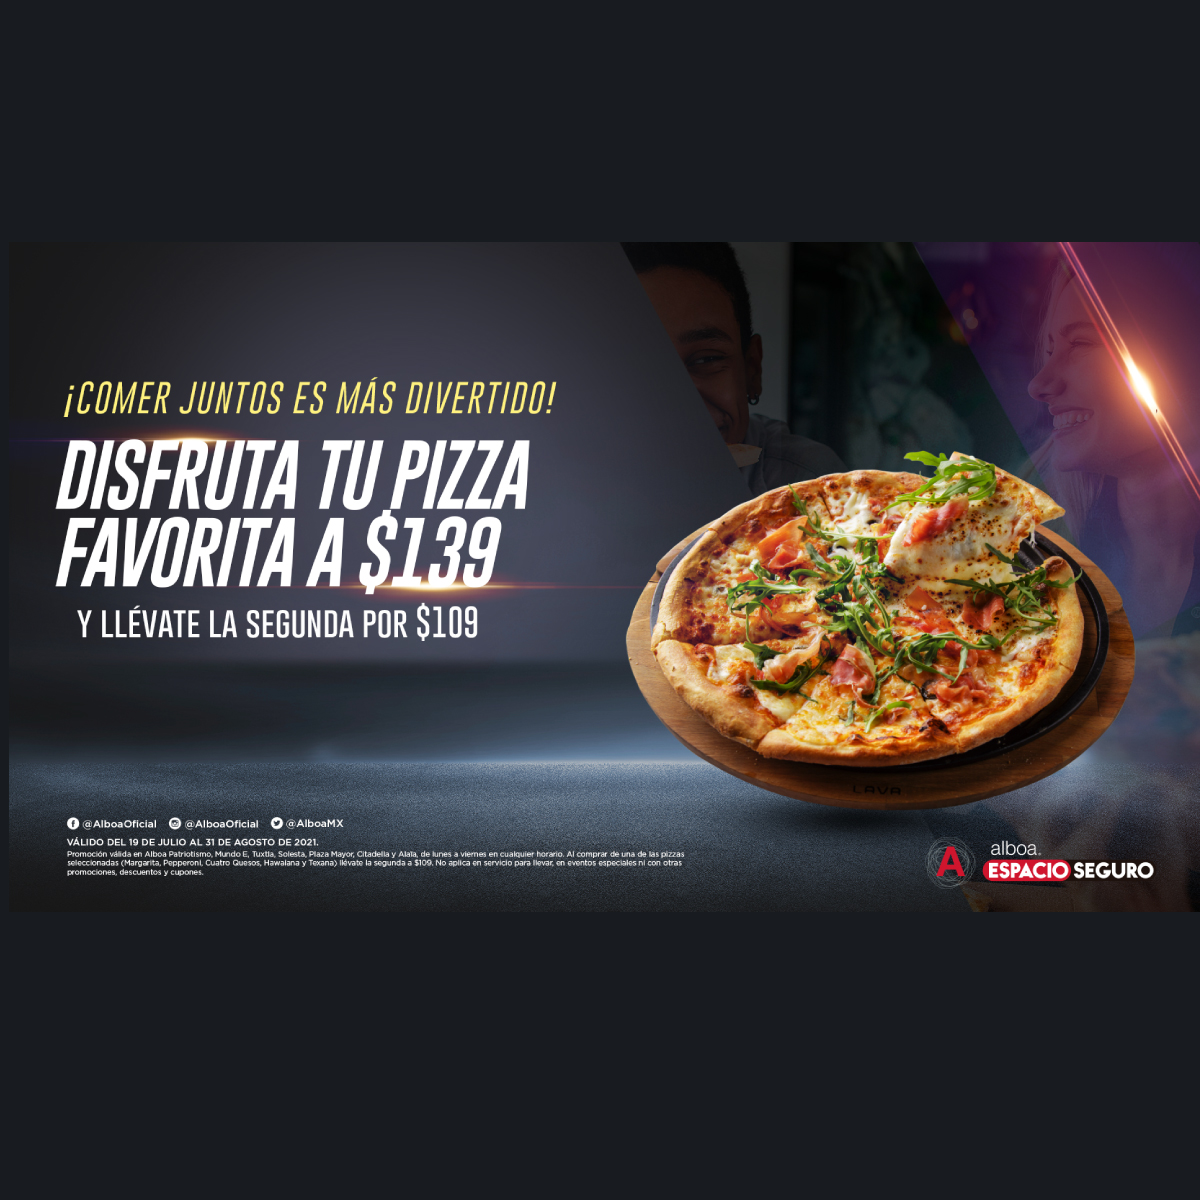 ¡COMER JUNTOS ES MÁS DIVERTIDO!
DISFRUTA TU PIZZA
FAVORITA A $139
Y LLÉVATE LA SEGUNDA POR $109
LAVA
@AlboaOficial @AlboaOficial @AlboaMX
VÁLIDO DEL 19 DE JULIO AL 31 DE AGOSTO DE 2021.
Promoción válida en Alboa Patriotismo, Mundo E, Tuxtla, Solesta, Plaza Mayor, Citadella y Alaïa, de lunes a viernes en cualquier horario. Al comprar de una de las pizzas
seleccionadas (Margarita, Pepperoni, Cuatro Quesos, Hawaiana y Texana) llévate la segunda a $109. No aplica en servicio para llevar, en eventos especiales ni con otras
promociones, descuentos y cupones.
A
alboa.
ESPACIO SEGURO